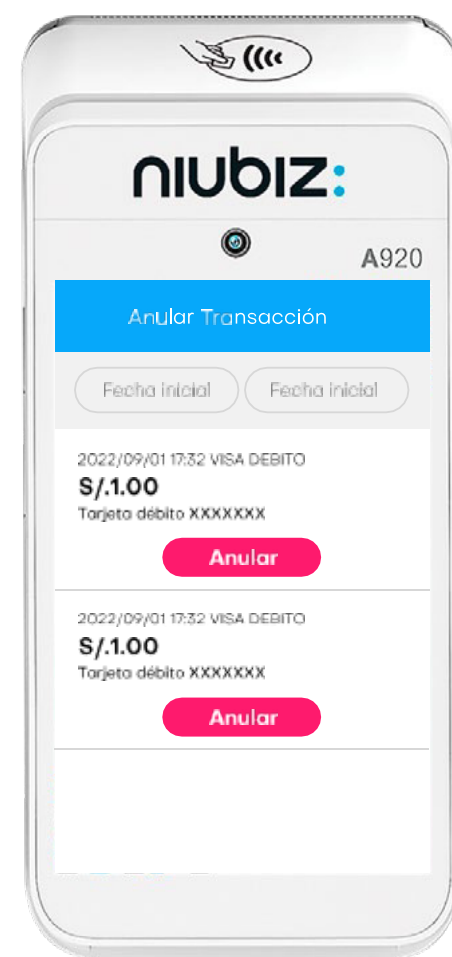 niubiz:
A920
Anular Transacción
Fecha inicial Fecha inicial
2022/09/01 17:32 VISA DEBITO
S/.1.00
Tarjeta débito XXXXXXX
Anular
2022/09/01 17:32 VISA DEBITO
S/.1.00
Tarjeta débito XXXXXXX
Anular